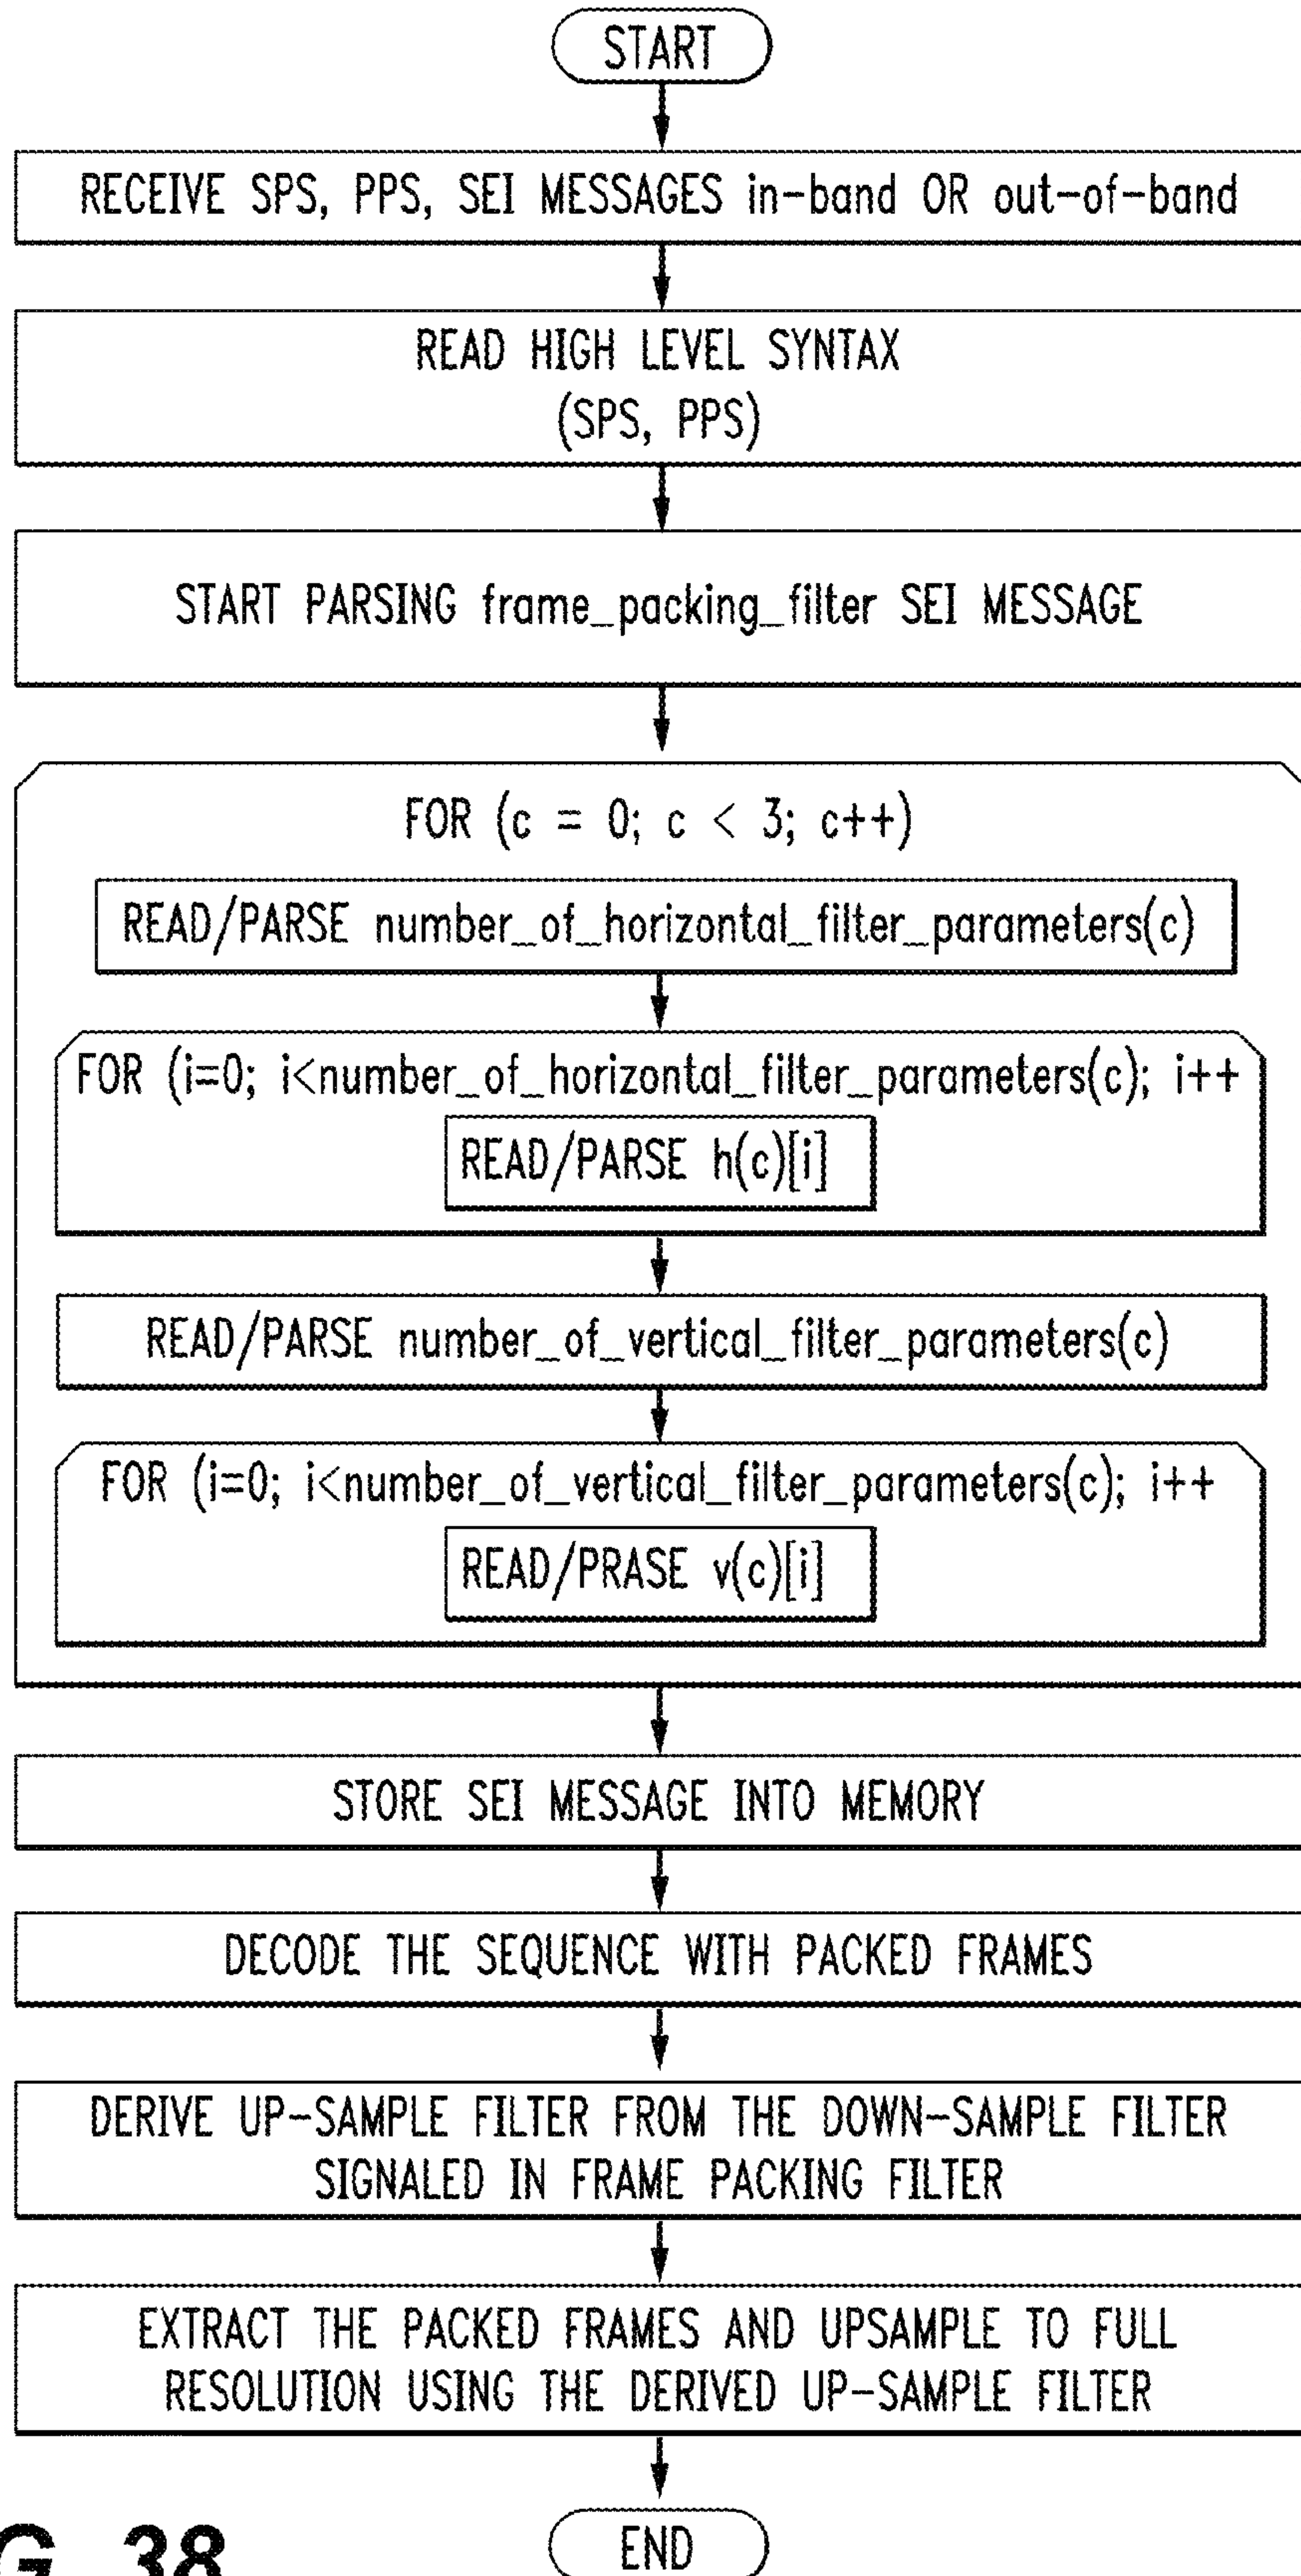 START
RECEIVE SPS, PPS, SEI MESSAGES in-band OR out-of-band
READ HIGH LEVEL SYNTAX
(SPS, PPS)
START PARSING frame_packing_filter SEI MESSAGE
FOR (c = 0; c < 3; c++)
READ/PARSE number_of_horizontal_filter_parameters(c)
FOR (i=0; i<number_of_horizontal_filter_parameters(c); i++
READ/PARSE h(c)[i]
READ/PARSE number_of_vertical_filter_parameters(c)
FOR (i=0; i<number_of_vertical_filter_parameters(c); i++
READ/PRASE v(c)[i]
STORE SEI MESSAGE INTO MEMORY
DECODE THE SEQUENCE WITH PACKED FRAMES
DERIVE UP-SAMPLE FILTER FROM THE DOWN-SAMPLE FILTER
SIGNALED IN FRAME PACKING FILTER
EXTRACT THE PACKED FRAMES AND UPSAMPLE TO FULL
RESOLUTION USING THE DERIVED UP-SAMPLE FILTER
END
G 38